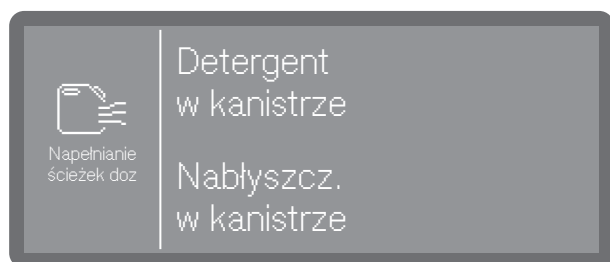 Napełnianie
ścieżek doz
Detergent
w kanistrze
Nabłyszcz.
w kanistrze